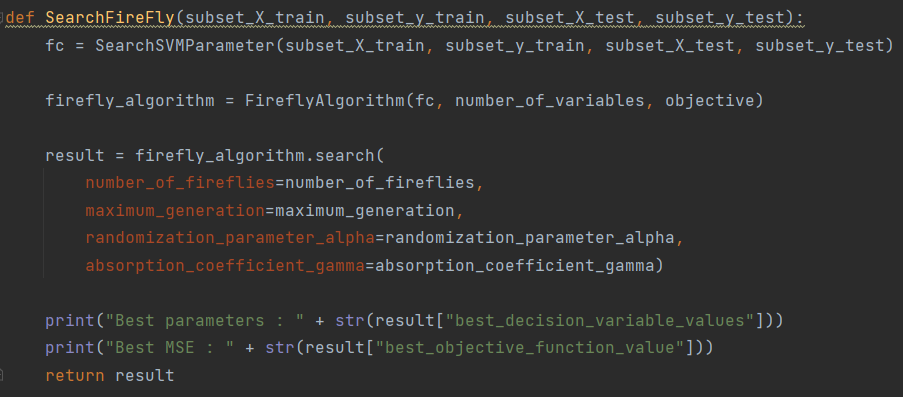 def SearchFireFly(subset_X_train, subset_y_train, subset_X_test, subset_y_test):
    fc = SearchSVMParameter(subset_X_train, subset_y_train, subset_X_test, subset_y_test)

    firefly_algorithm = FireflyAlgorithm(fc, number_of_variables, objective)

    result = firefly_algorithm.search(
        number_of_fireflies=number_of_fireflies,
        maximum_generation=maximum_generation,
        randomization_parameter_alpha=randomization_parameter_alpha,
        absorption_coefficient_gamma=absorption_coefficient_gamma)

    print("Best parameters : " + str(result["best_decision_variable_values"]))
    print("Best MSE : " + str(result["best_objective_function_value"]))
    return result